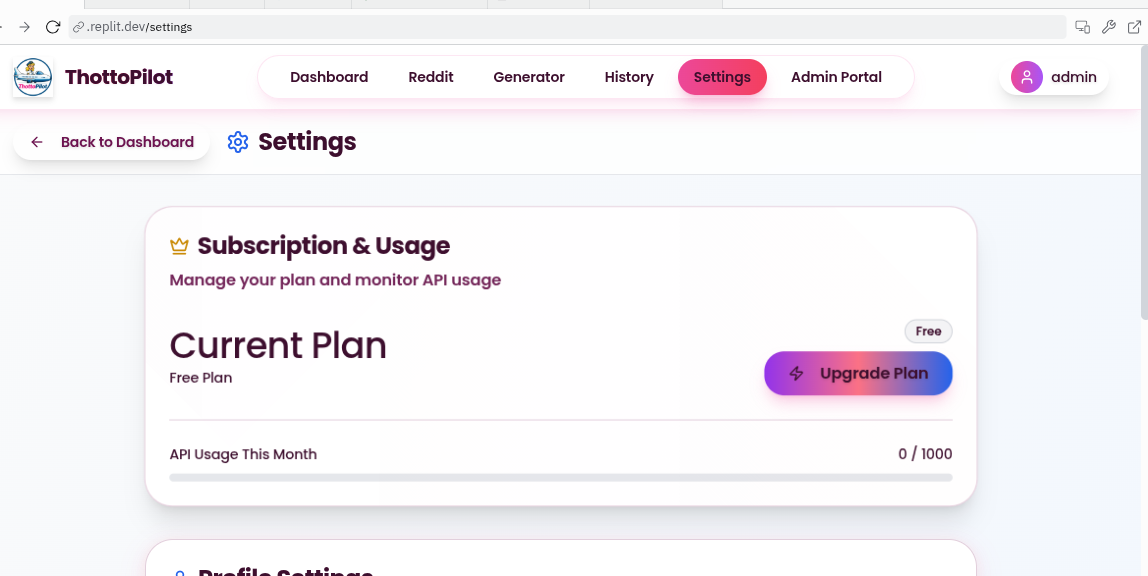 .replit.dev/settings
ThottoPilot
ThottoPilot
Dashboard
Reddit
Generator
History
Settings
Admin Portal
admin
Back to Dashboard
Settings
Subscription & Usage
Manage your plan and monitor API usage
Current Plan
Free
Free Plan
Upgrade Plan
API Usage This Month
0 / 1000
Profile Settings